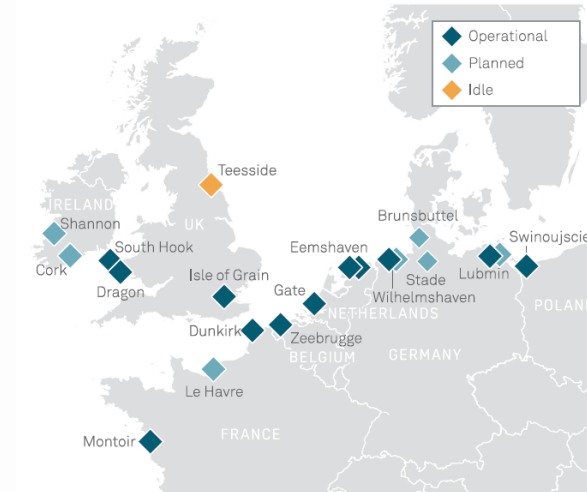 Operational
Planned
Idle
Teesside
IRELAND
Shannon
UK
Brunsbuttel
Cork
South Hook
Dragon
Isle of Grain
Eemshaven
Swinoujscie
Lubmin
Stade
Gate
Wilhelmshaven
NETHERLANDS
POLAND
Dunkirk
Zeebrugge
BELGIUM
GERMANY
Le Havre
Montoir
FRANCE